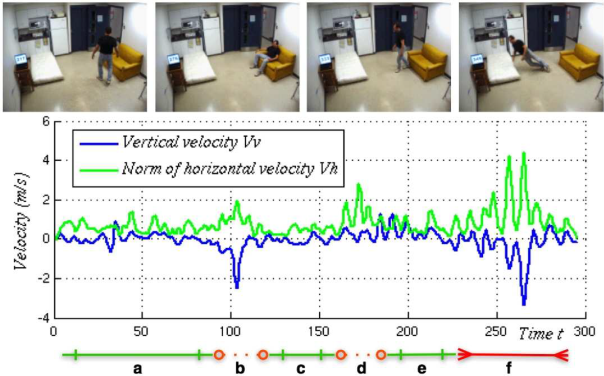 6
4
2
0
-2
-4
Velocity (m/s)
Vertical velocity Vv
Norm of horizontal velocity Vh
0 50 100 150 200 250 300
Time t
a b c d e f